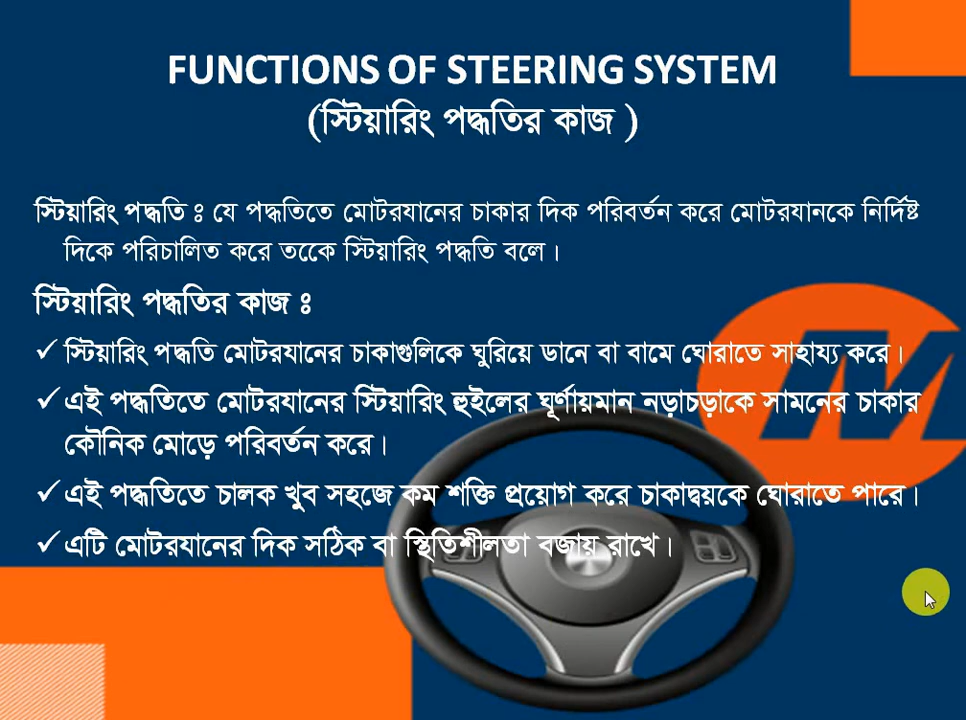 FUNCTIONS OF STEERING SYSTEM
(স্টিয়ারিং পদ্ধতির কাজ )
স্টিয়ারিং পদ্ধতি ঃ যে পদ্ধতিতে মোটরযানের চাকার দিক পরিবর্তন করে মোটরযানকে নির্দিষ্ট
দিকে পরিচালিত করে তকেে স্টিয়ারিং পদ্ধতি বলে।
স্টিয়ারিং পদ্ধতির কাজ ঃ
✓ স্টিয়ারিং পদ্ধতি মোটরযানের চাকাগুলিকে ঘুরিয়ে ডানে বা বামে ঘোরাতে সাহায্য করে।
✓ এই পদ্ধতিতে মোটরযানের স্টিয়ারিং হুইলের ঘূর্ণায়মান নড়াচড়াকে সামনের চাকার
কৌনিক মোড়ে পরিবর্তন করে।
✓ এই পদ্ধতিতে চালক খুব সহজে কম শক্তি প্রয়োগ করে চাকাদ্বয়কে ঘোরাতে পারে।
✓ এটি মোটরযানের দিক সঠিক বা স্থিতিশীলতা বজায় রাখে।